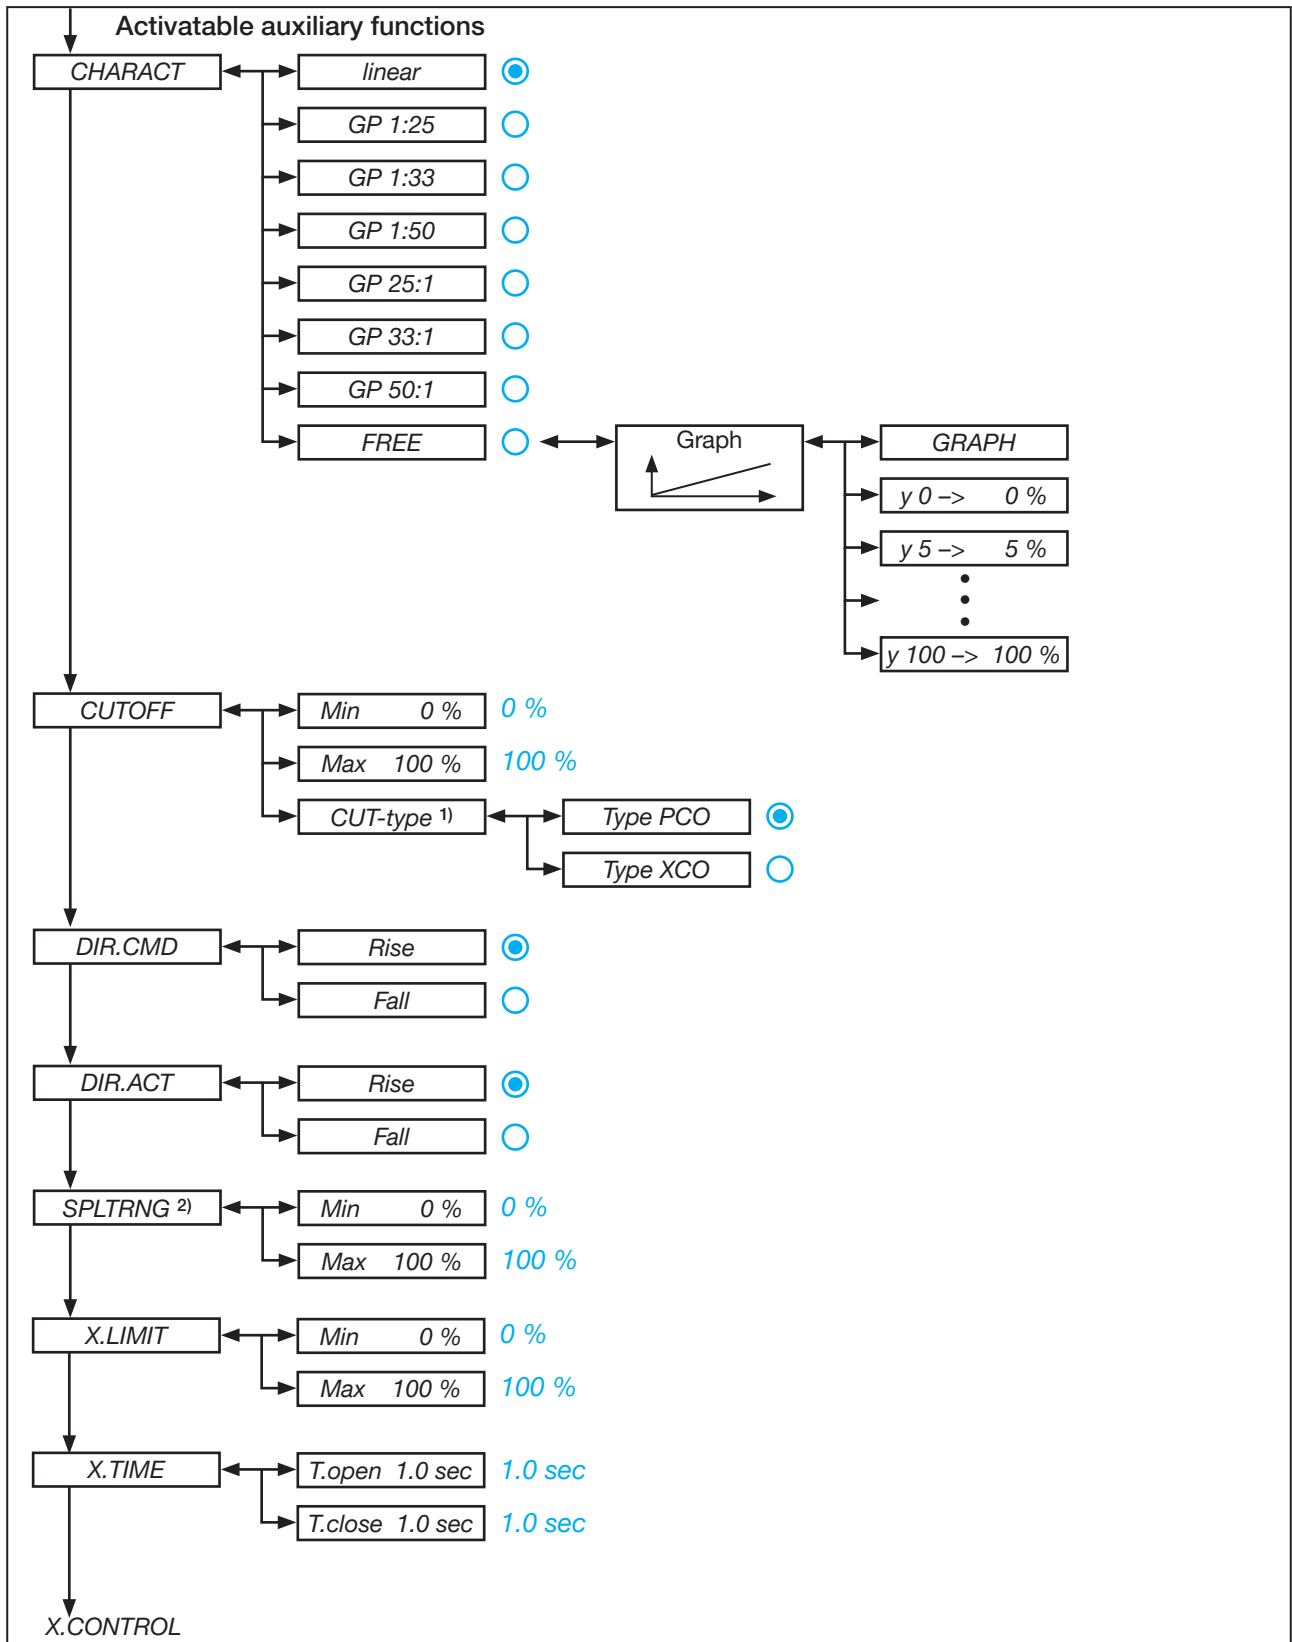 Activatable auxiliary functions
CHARACT
linear
GP 1:25
GP 1:33
GP 1:50
GP 25:1
GP 33:1
GP 50:1
FREE
Graph
GRAPH
y 0 –> 0 %
y 5 –> 5 %
y 100 –> 100 %
CUTOFF
Min 0 % 0 %
Max 100 % 100 %
CUT-type 1)
Type PCO
Type XCO
DIR.CMD
Rise
Fall
DIR.ACT
Rise
Fall
SPLTRNG 2)
Min 0 % 0 %
Max 100 % 100 %
X.LIMIT
Min 0 % 0 %
Max 100 % 100 %
X.TIME
T.open 1.0 sec 1.0 sec
T.close 1.0 sec 1.0 sec
X.CONTROL